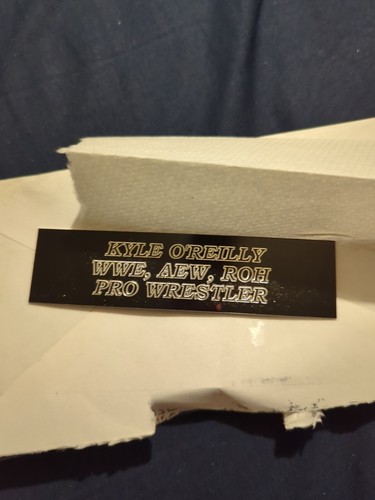 KYLE O'REILLY
WWE, AEW, ROH
PRO WRESTLER